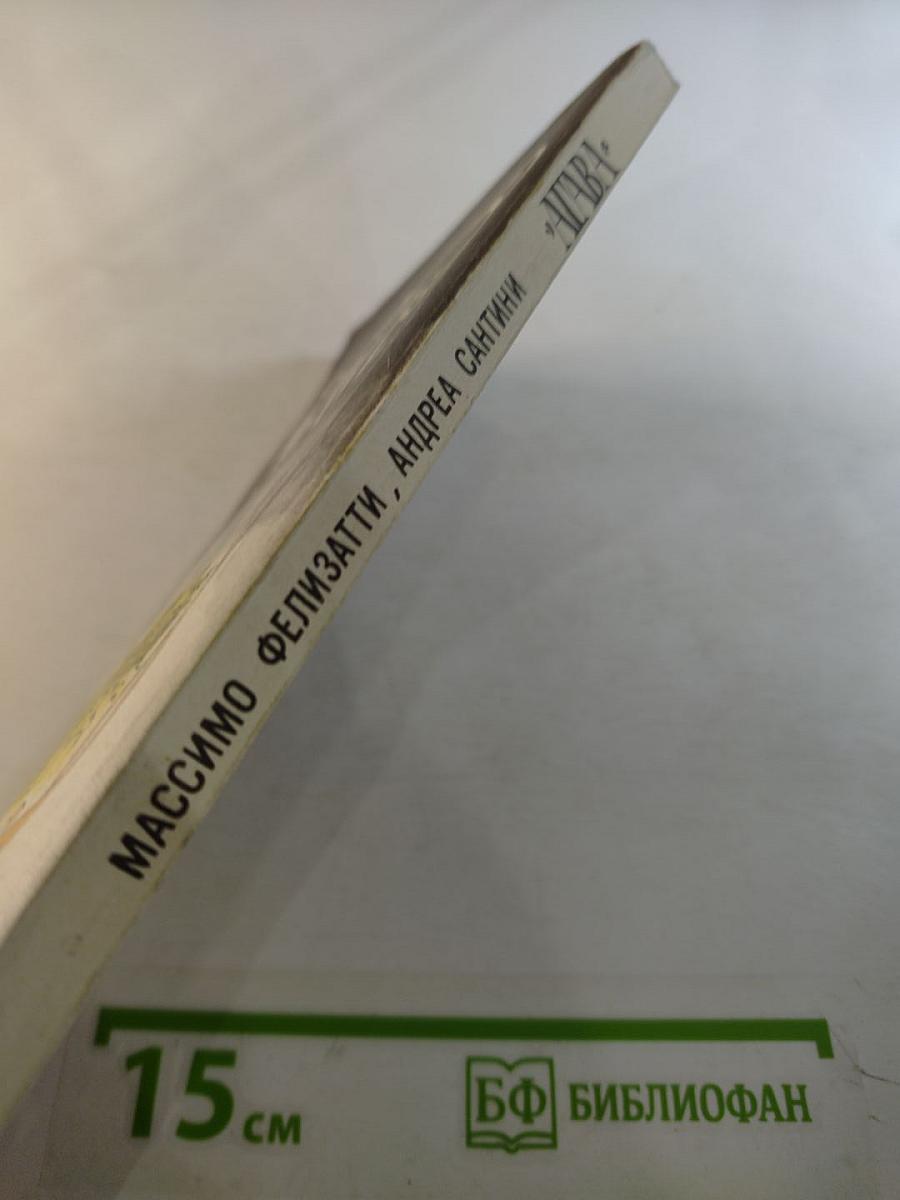 МАССИМО ФЕЛИЗАТТИ, АНДРЕА САНТИНИ «АГАВА»
15 см
БФ БИБЛИОФАН